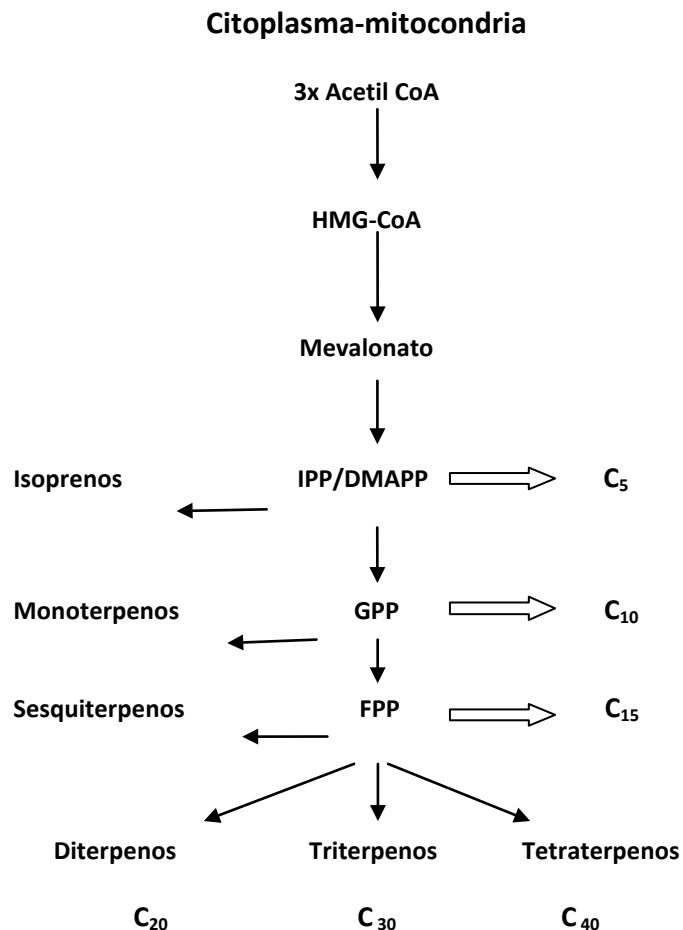 Citoplasma-mitocondria
3x Acetil CoA
HMG-CoA
Mevalonato
Isoprenos IPP/DMAPP C5
Monoterpenos GPP C10
Sesquiterpenos FPP C15
Diterpenos Triterpenos Tetraterpenos
C20 C30 C40